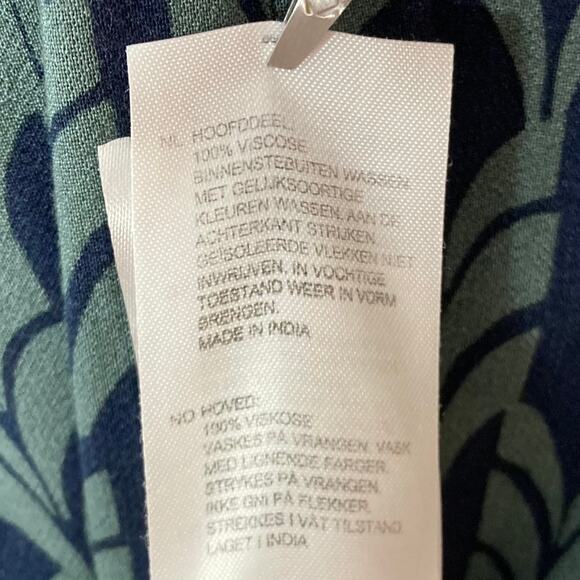 NL HOOFDDEEL:
100% VISCOSE
BINNENSTEBUITEN WASSEN.
MET GELIJKSOORTIGE
KLEUREN WASSEN. AAN DE
ACHTERKANT STRIJKEN.
GEÏSOLEERDE VLEKKEN NIET
INWRIJVEN. IN VOCHTIGE
TOESTAND WEER IN VORM
BRENGEN.
MADE IN INDIA
NO HOVED:
100% VISKOSE
VASKES PÅ VRANGEN. VASK
MED LIGNENDE FARGER.
STRYKES PÅ VRANGEN.
IKKE GNI PÅ FLEKKER.
STREKKES I VÅT TILSTAND.
LAGET I INDIA